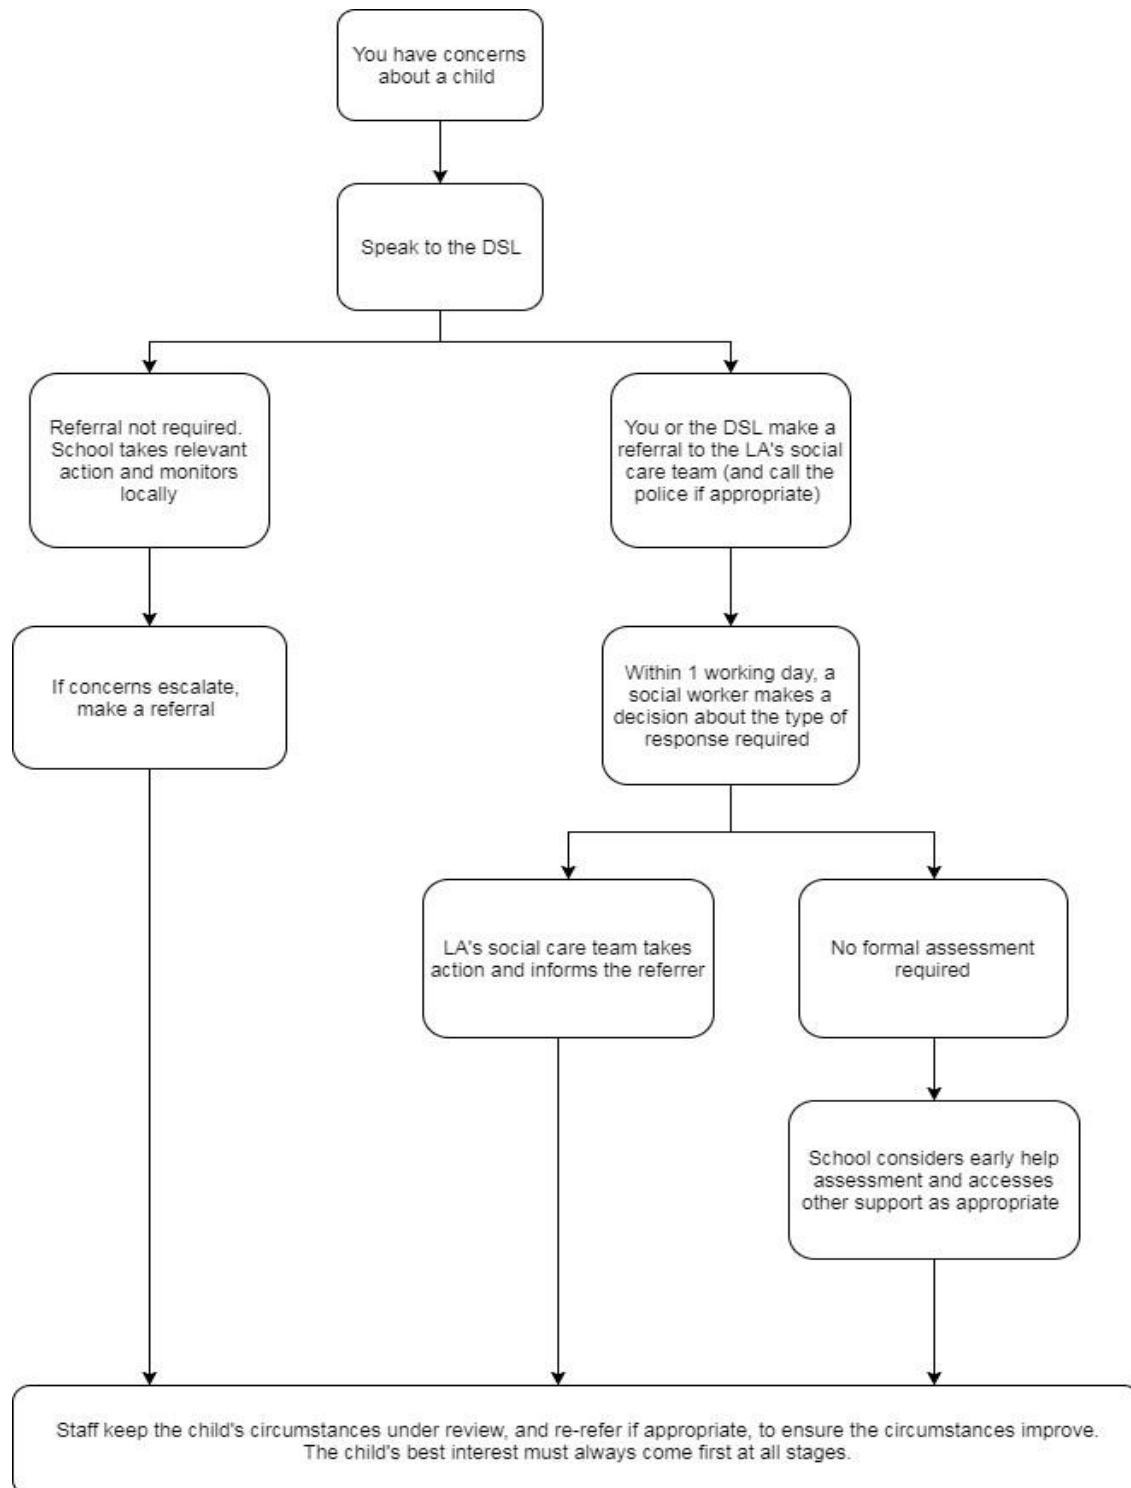 You have concerns
about a child
Speak to the DSL
Referral not required.
School takes relevant
action and monitors
locally
You or the DSL make a
referral to the LA's social
care team (and call the
police if appropriate)
If concerns escalate,
make a referral
Within 1 working day, a
social worker makes a
decision about the type of
response required
LA's social care team takes
action and informs the referrer
No formal assessment
required
School considers early help
assessment and accesses
other support as appropriate
Staff keep the child's circumstances under review, and re-refer if appropriate, to ensure the circumstances improve.
The child's best interest must always come first at all stages.